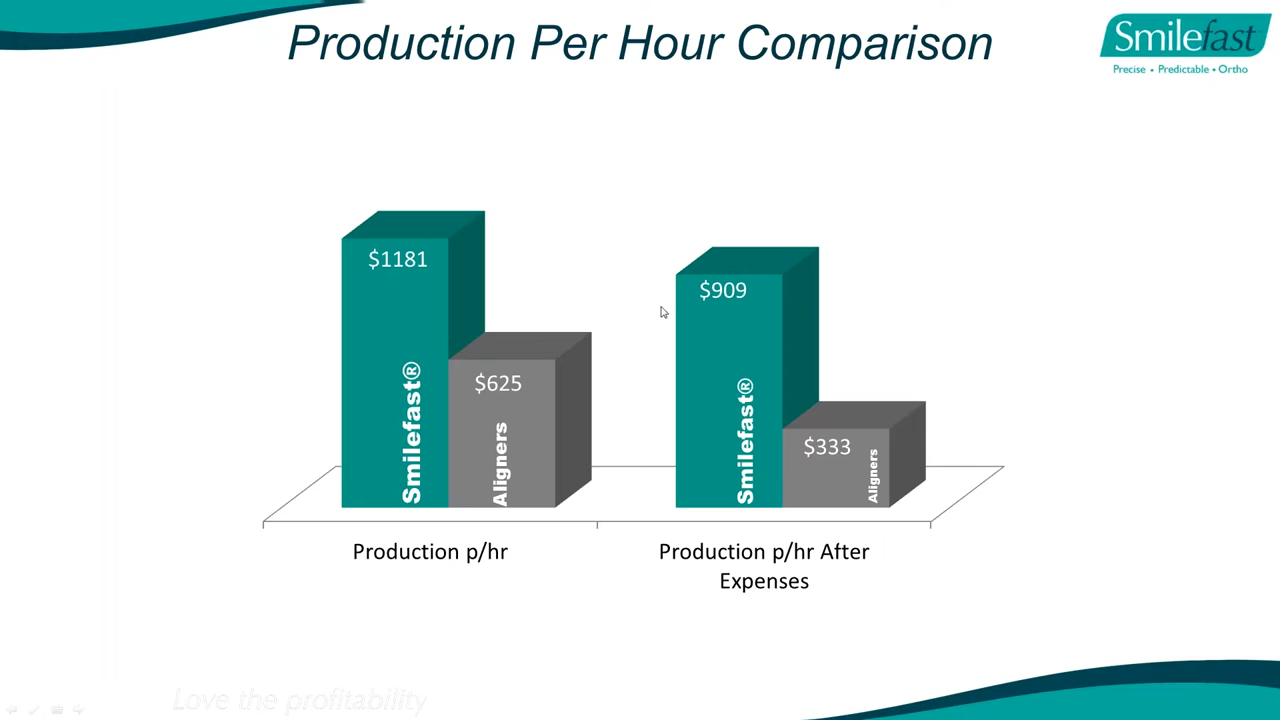 Production Per Hour Comparison
Smilefast
Precise • Predictable • Ortho
$1181
$909
$625
$333
Smilefast®
Aligners
Smilefast®
Aligners
Production p/hr
Production p/hr After
Expenses
Love the profitability